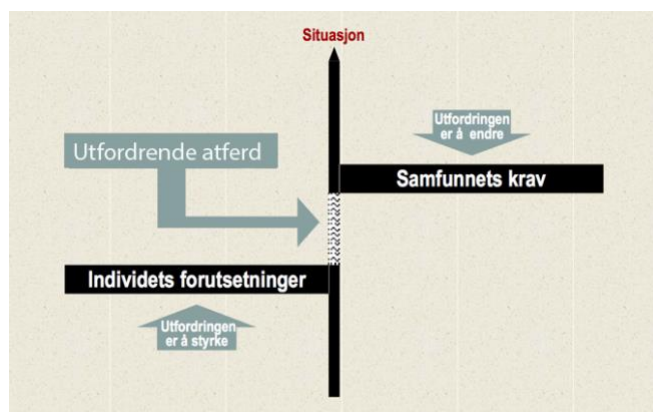 Situasjon
Utfordringen
er å endre
Utfordrende atferd
Samfunnets krav
Individets forutsetninger
Utfordringen
er å styrke